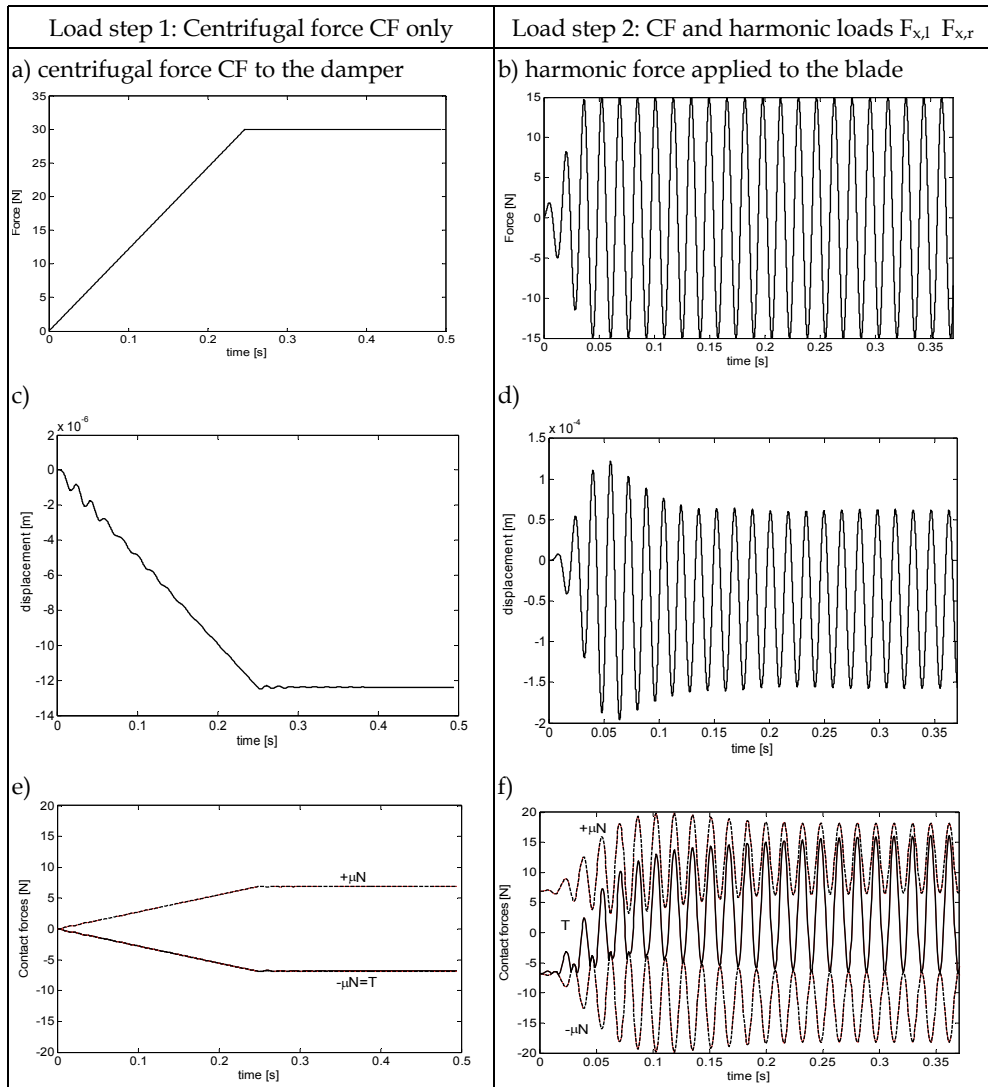 Load step 1: Centrifugal force CF only
Load step 2: CF and harmonic loads Fx,l Fx,r
a) centrifugal force CF to the damper
35
30
25
20
15
10
5
0
Force [N]
0 0.1 0.2 0.3 0.4 0.5
time [s]
b) harmonic force applied to the blade
15
10
5
0
-5
-10
-15
Force [N]
0 0.05 0.1 0.15 0.2 0.25 0.3 0.35
time [s]
c)
x 10-6
2
0
-2
-4
-6
-8
-10
-12
-14
displacement [m]
0 0.1 0.2 0.3 0.4 0.5
time [s]
d)
x 10-4
1.5
1
0.5
0
-0.5
-1
-1.5
-2
displacement [m]
0 0.05 0.1 0.15 0.2 0.25 0.3 0.35
time [s]
e)
20
15
10
5
0
-5
-10
-15
-20
Contact forces [N]
+μN
-μN=T
0 0.1 0.2 0.3 0.4 0.5
time [s]
f)
20
15
10
5
0
-5
-10
-15
-20
Contact forces [N]
+μN
T
-μN
0 0.05 0.1 0.15 0.2 0.25 0.3 0.35
time [s]